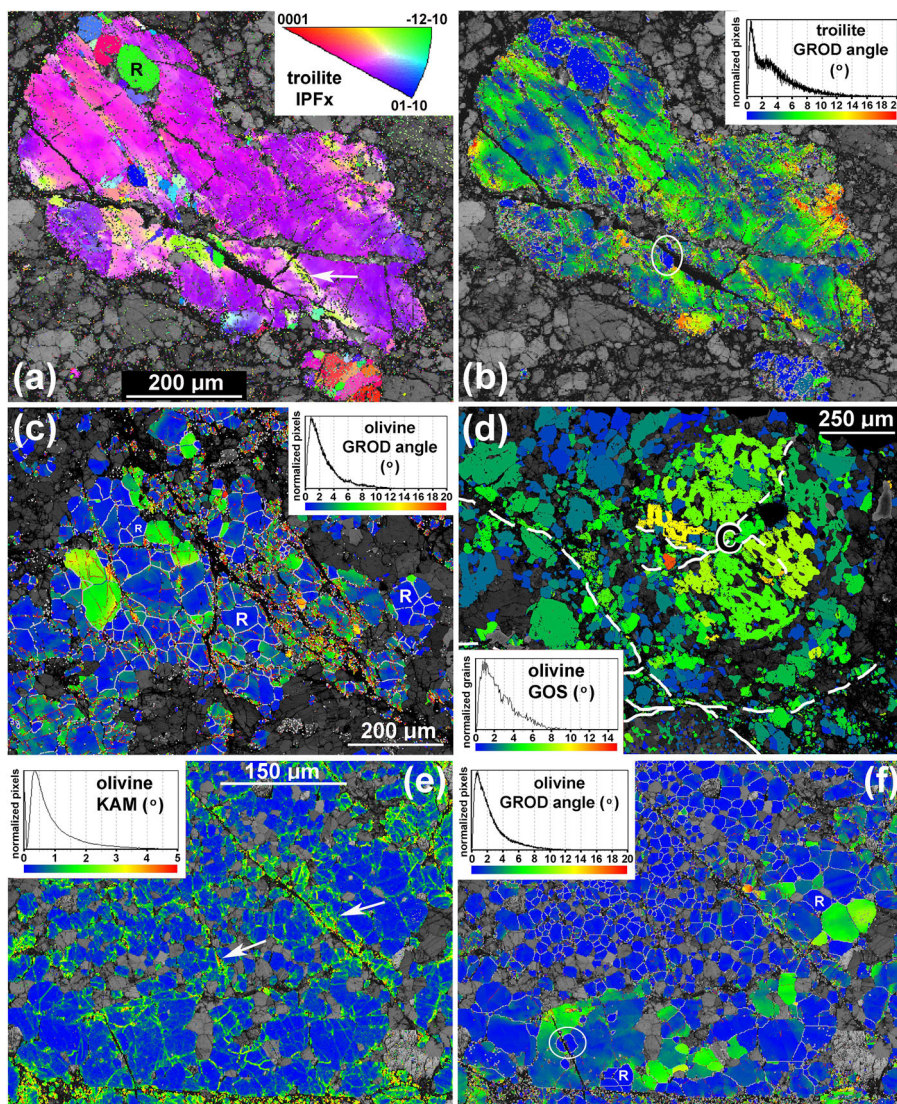 R
0001
-12-10
troilite
IPFx
01-10
(a)
200 µm
troilite
GROD angle
(o)
normalized pixels
0 2 4 6 8 10 12 14 16 18 20
(b)
(c)
olivine
GROD angle
(o)
normalized pixels
0 2 4 6 8 10 12 14 16 18 20
R
R
R
200 µm
(d)
250 µm
C
olivine
GOS (o)
normalized grains
0 2 4 6 8 10 12 14
(e)
150 µm
olivine
KAM (o)
normalized pixels
0 1 2 3 4 5
(f)
olivine
GROD angle (o)
normalized pixels
0 2 4 6 8 10 12 14 16 18 20
R
R